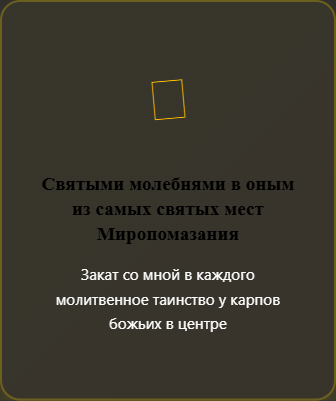 Святыми молебнями в оным
из самых святых мест
Миропомазания
Закат со мной в каждого
молитвенное таинство у карпов
божьих в центре